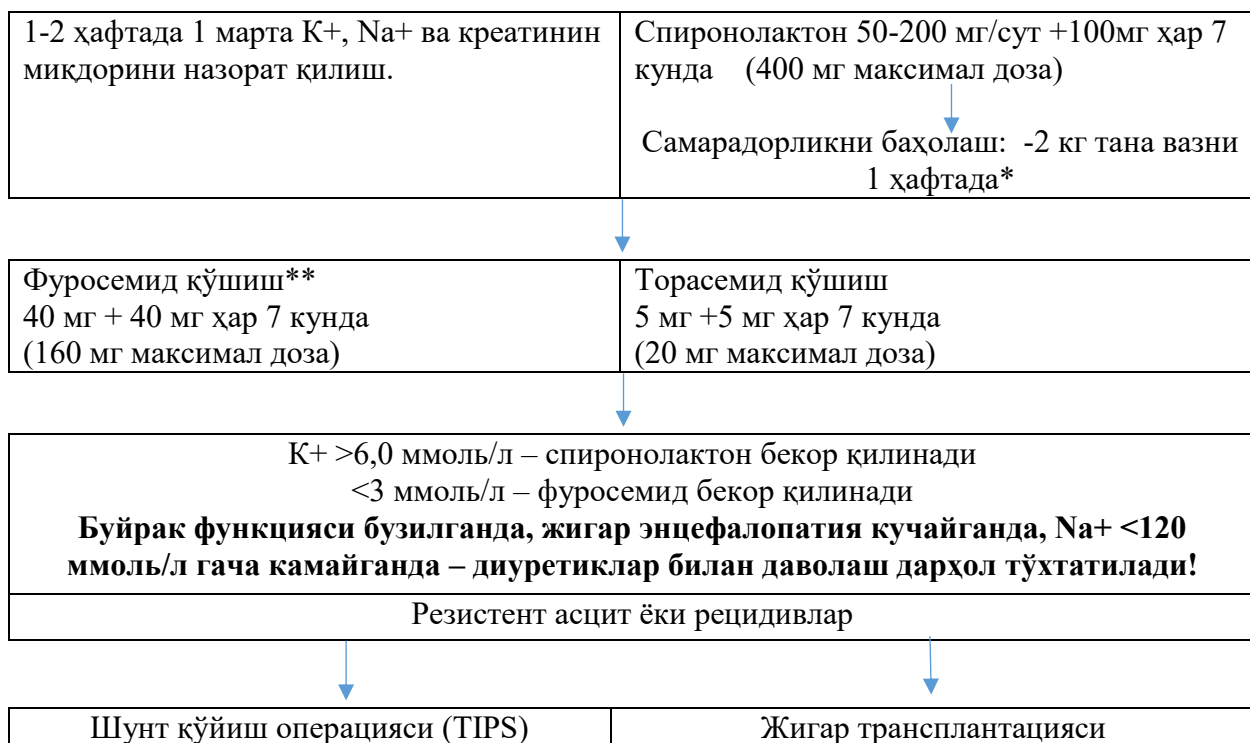 1-2 ҳафтада 1 марта К+, Na+ ва креатинин
миқдорини назорат қилиш.
Спиронолактон 50-200 мг/сут +100мг ҳар 7
кунда (400 мг максимал доза)
Самарадорликни баҳолаш: -2 кг тана вазни
1 ҳафтада*
Фуросемид қўшиш**
40 мг + 40 мг ҳар 7 кунда
(160 мг максимал доза)
Торасемид қўшиш
5 мг +5 мг ҳар 7 кунда
(20 мг максимал доза)
К+ >6,0 ммоль/л – спиронолактон бекор қилинади
<3 ммоль/л – фуросемид бекор қилинади
Буйрак функцияси бузилганда, жигар энцефалопатия кучайганда, Na+ <120
ммоль/л гача камайганда – диуретиклар билан даволаш дарҳол тўхтатилади!
Резистент асцит ёки рецидивлар
Шунт қўйиш операцияси (TIPS)
Жигар трансплантацияси